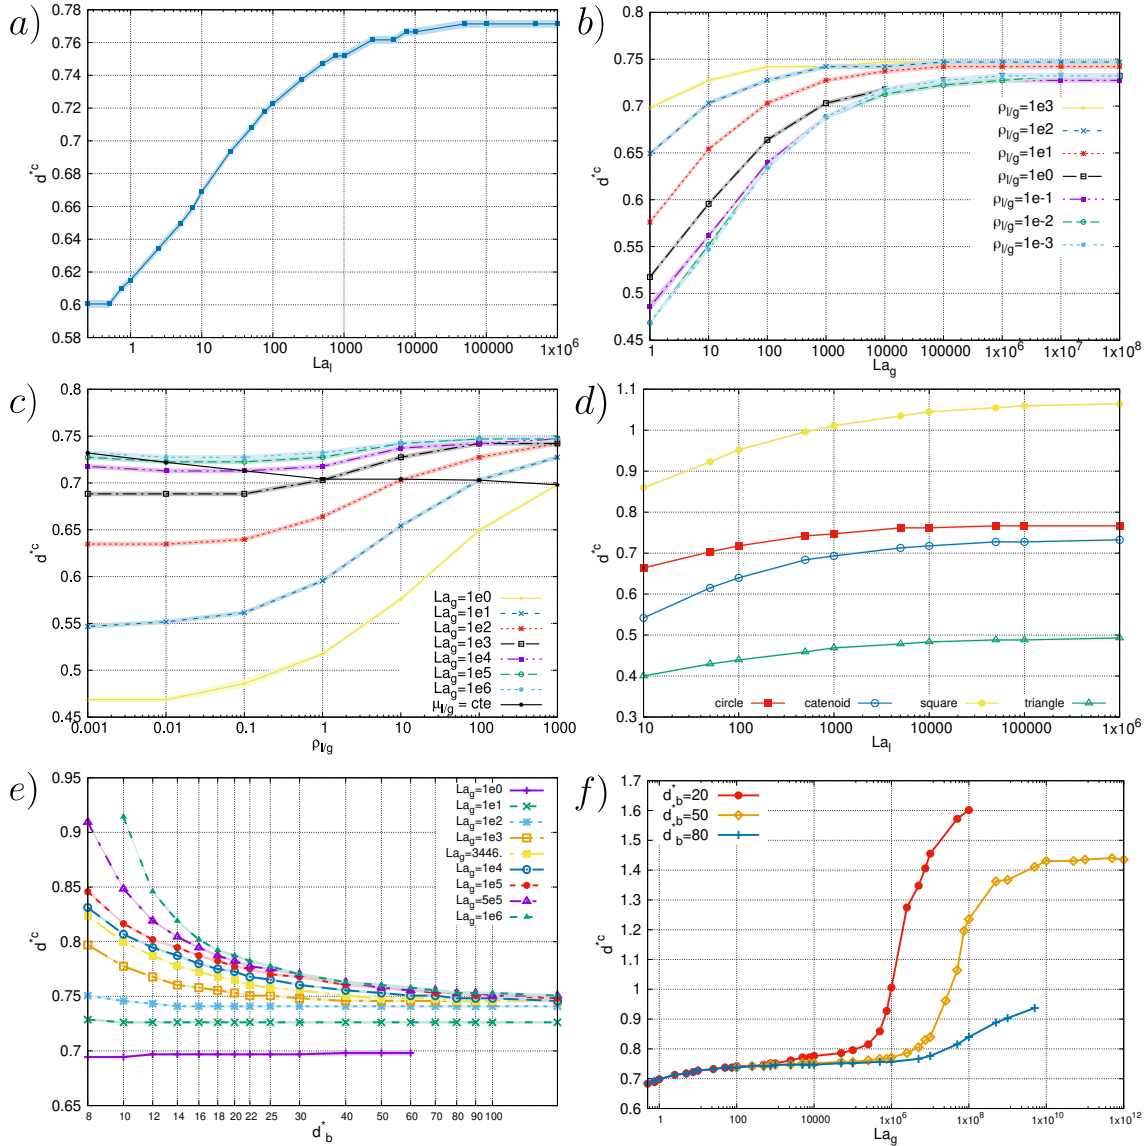 a)
0.78
0.76
0.74
0.72
0.7
0.68
0.66
0.64
0.62
0.6
0.58
d*c
1 10 100 1000 10000 100000 1x10^6
La_l
b)
0.8
0.75
0.7
0.65
0.6
0.55
0.5
0.45
d*c
ρ_l/g=1e3
ρ_l/g=1e2
ρ_l/g=1e1
ρ_l/g=1e0
ρ_l/g=1e-1
ρ_l/g=1e-2
ρ_l/g=1e-3
1 10 100 1000 10000 100000 1x10^6 1x10^7 1x10^8
La_g
c)
0.8
0.75
0.7
0.65
0.6
0.55
0.5
0.45
d*c
La_g=1e0
La_g=1e1
La_g=1e2
La_g=1e3
La_g=1e4
La_g=1e5
La_g=1e6
μ_l/g = cte
0.001 0.01 0.1 1 10 100 1000
ρ_l/g
d)
1.1
1
0.9
0.8
0.7
0.6
0.5
0.4
0.3
d*c
circle catenoid square triangle
10 100 1000 10000 100000 1x10^6
La_l
e)
0.95
0.9
0.85
0.8
0.75
0.7
0.65
d*c
La_g=1e0
La_g=1e1
La_g=1e2
La_g=1e3
La_g=3446.
La_g=1e4
La_g=1e5
La_g=5e5
La_g=1e6
8 10 12 14 16 18 20 22 25 30 40 50 60 70 80 90 100
d*_b
f)
1.7
1.6
1.5
1.4
1.3
1.2
1.1
1
0.9
0.8
0.7
0.6
d*c
d*_b=20
d*_b=50
d*_b=80
1 100 10000 1x10^6 1x10^8 1x10^10 1x10^12
La_g